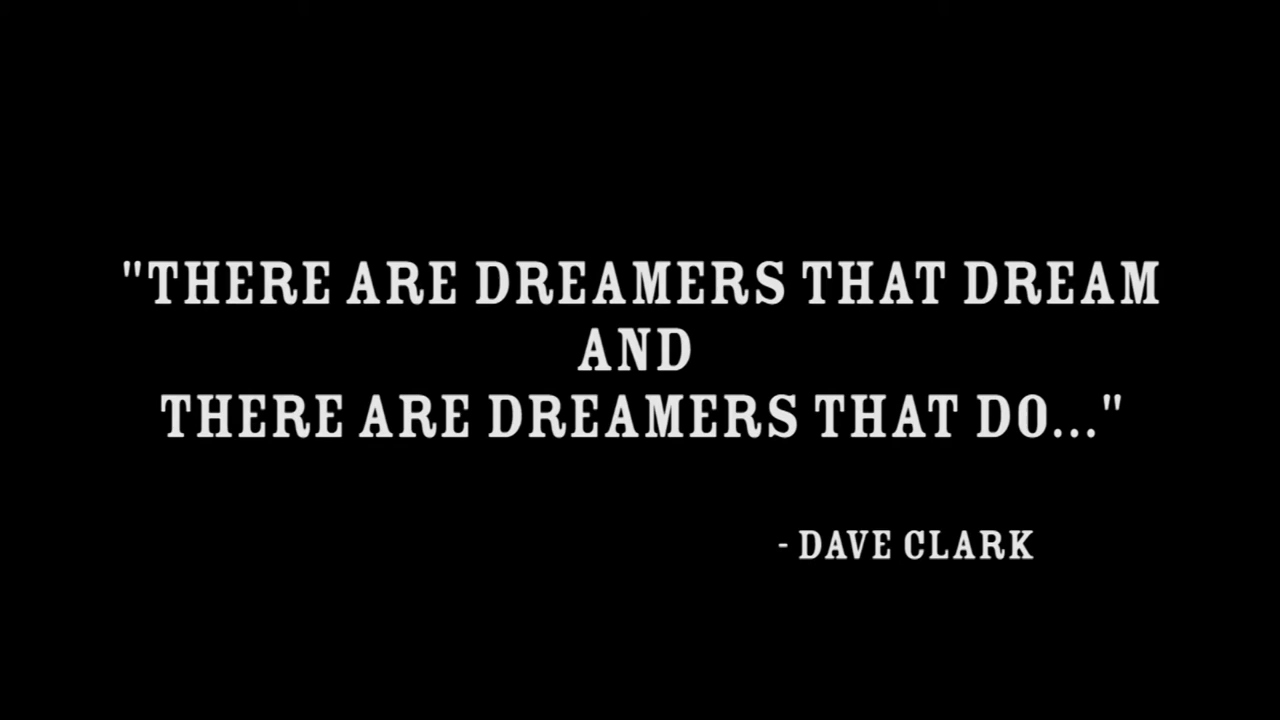 "THERE ARE DREAMERS THAT DREAM
AND
THERE ARE DREAMERS THAT DO..."
- DAVE CLARK